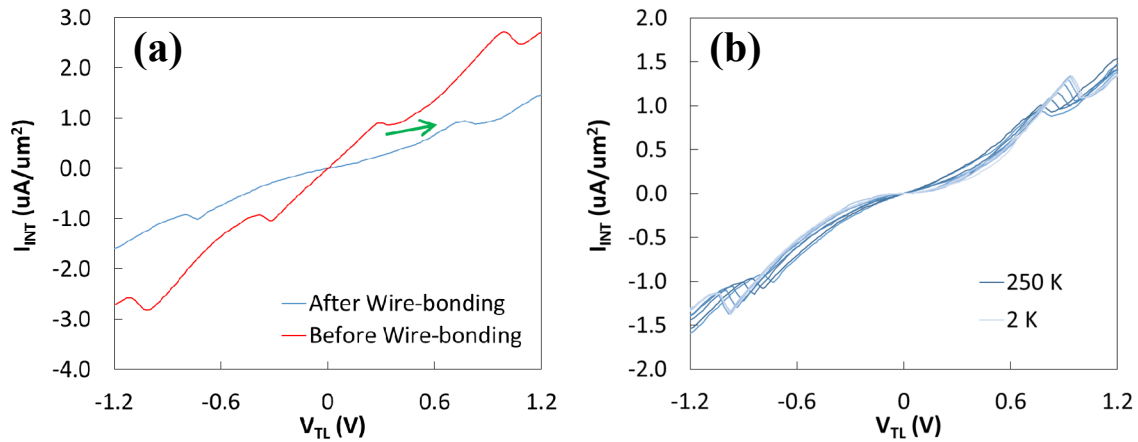 (a)
3.0
2.0
1.0
0.0
-1.0
-2.0
-3.0
-4.0
I_INT (uA/um²)
-1.2
-0.6
0
0.6
1.2
V_TL (V)
After Wire-bonding
Before Wire-bonding
(b)
2.0
1.5
1.0
0.5
0.0
-0.5
-1.0
-1.5
2.0
I_INT (uA/um²)
-1.2
-0.6
0
0.6
1.2
V_TL (V)
250 K
2 K